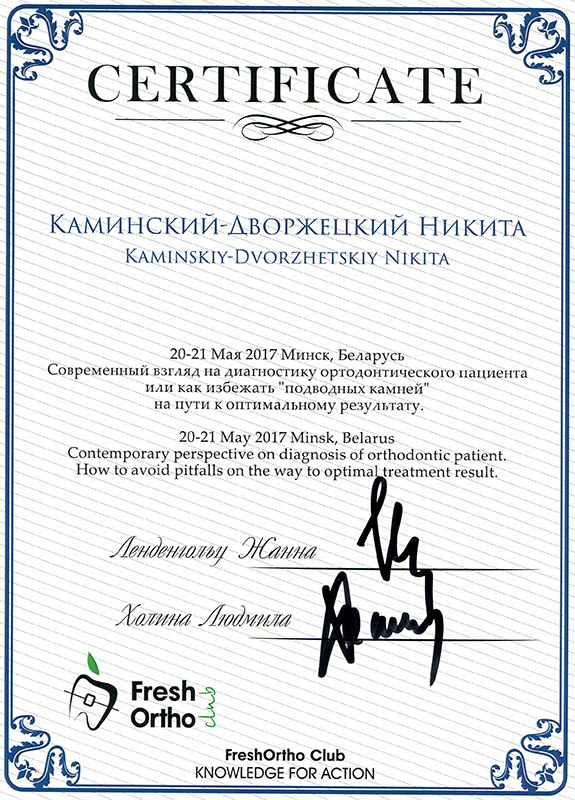 CERTIFICATE
Каминский-Дворжецкий Никита
Kaminskiy-Dvorzhetskiy Nikita
20-21 Мая 2017 Минск, Беларусь
Современный взгляд на диагностику ортодонтического пациента
или как избежать "подводных камней"
на пути к оптимальному результату.
20-21 May 2017 Minsk, Belarus
Contemporary perspective on diagnosis of orthodontic patient.
How to avoid pitfalls on the way to optimal treatment result.
Ленденгольц Жанна
Холина Людмила
Fresh
Ortho club
FreshOrtho Club
KNOWLEDGE FOR ACTION